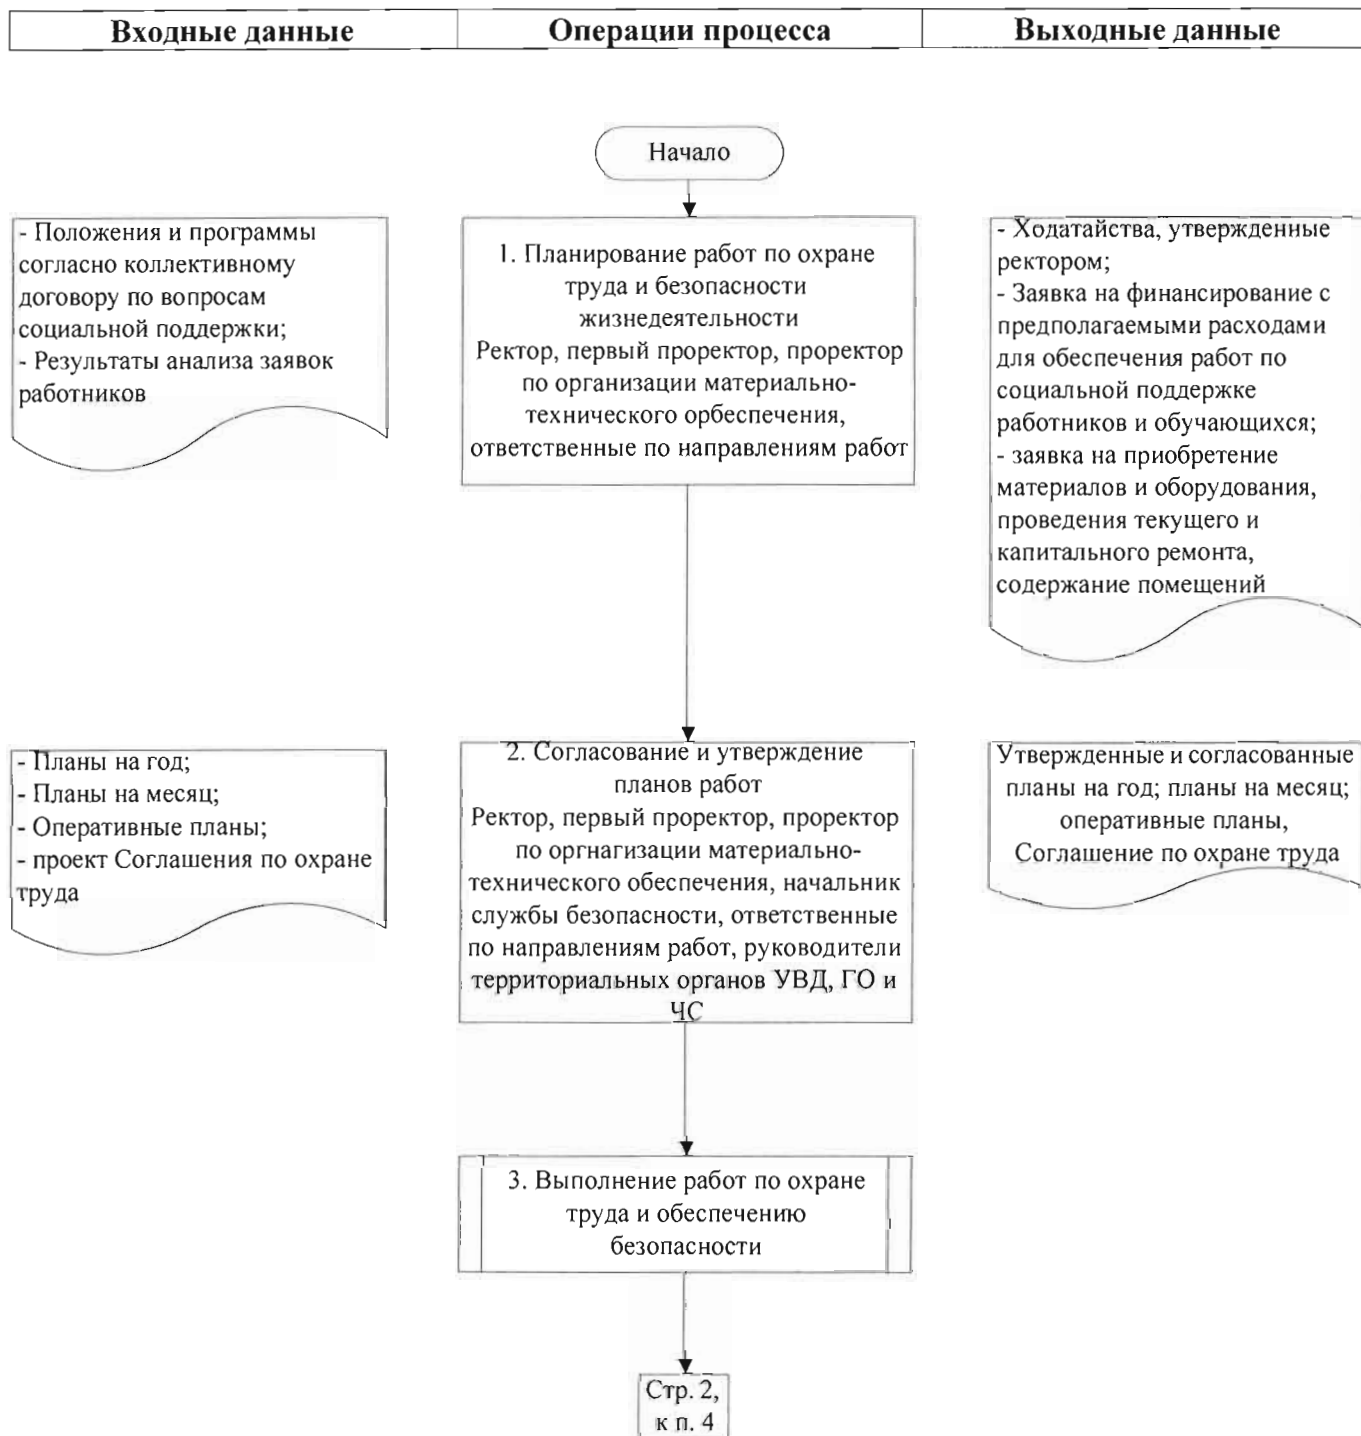 Входные данные
Операции процесса
Выходные данные
Начало
- Положения и программы
согласно коллективному
договору по вопросам
социальной поддержки;
- Результаты анализа заявок
работников
1. Планирование работ по охране
труда и безопасности
жизнедеятельности
Ректор, первый проректор, проректор
по организации материально-
технического орбеспечения,
ответственные по направлениям работ
- Ходатайства, утвержденные
ректором;
- Заявка на финансирование с
предполагаемыми расходами
для обеспечения работ по
социальной поддержке
работников и обучающихся;
- заявка на приобретение
материалов и оборудования,
проведения текущего и
капитального ремонта,
содержание помещений
- Планы на год;
- Планы на месяц;
- Оперативные планы;
- проект Соглашения по охране
труда
2. Согласование и утверждение
планов работ
Ректор, первый проректор, проректор
по оргнагизации материально-
технического обеспечения, начальник
службы безопасности, ответственные
по направлениям работ, руководители
территориальных органов УВД, ГО и
ЧС
Утвержденные и согласованные
планы на год; планы на месяц;
оперативные планы,
Соглашение по охране труда
3. Выполнение работ по охране
труда и обеспечению
безопасности
Стр. 2,
к п. 4